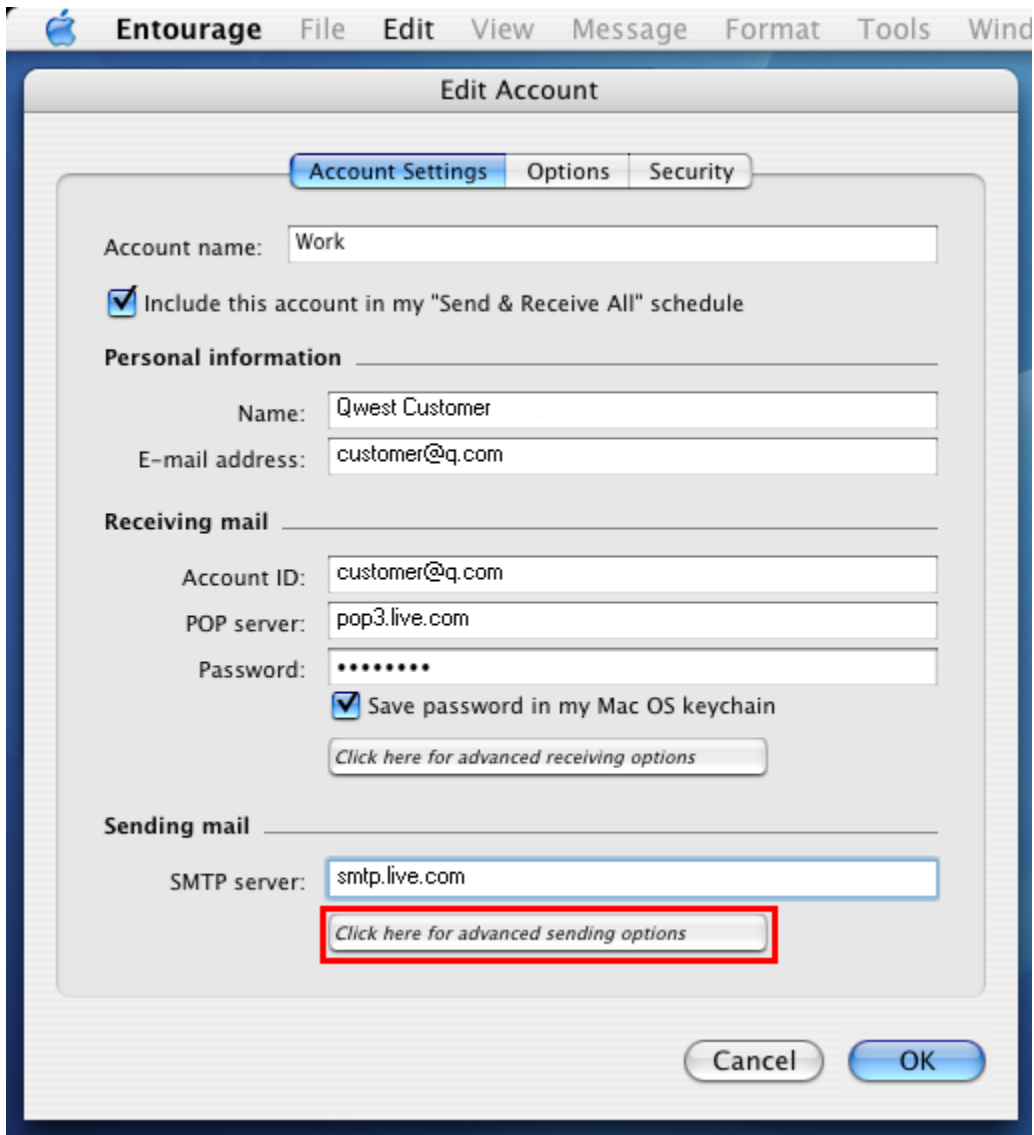 Entourage File Edit View Message Format Tools Wind
Edit Account
Account Settings Options Security
Account name: Work
Include this account in my "Send & Receive All" schedule
Personal information
Name: Qwest Customer
E-mail address: customer@q.com
Receiving mail
Account ID: customer@q.com
POP server: pop3.live.com
Password: ••••••••
Save password in my Mac OS keychain
Click here for advanced receiving options
Sending mail
SMTP server: smtp.live.com
Click here for advanced sending options
Cancel OK